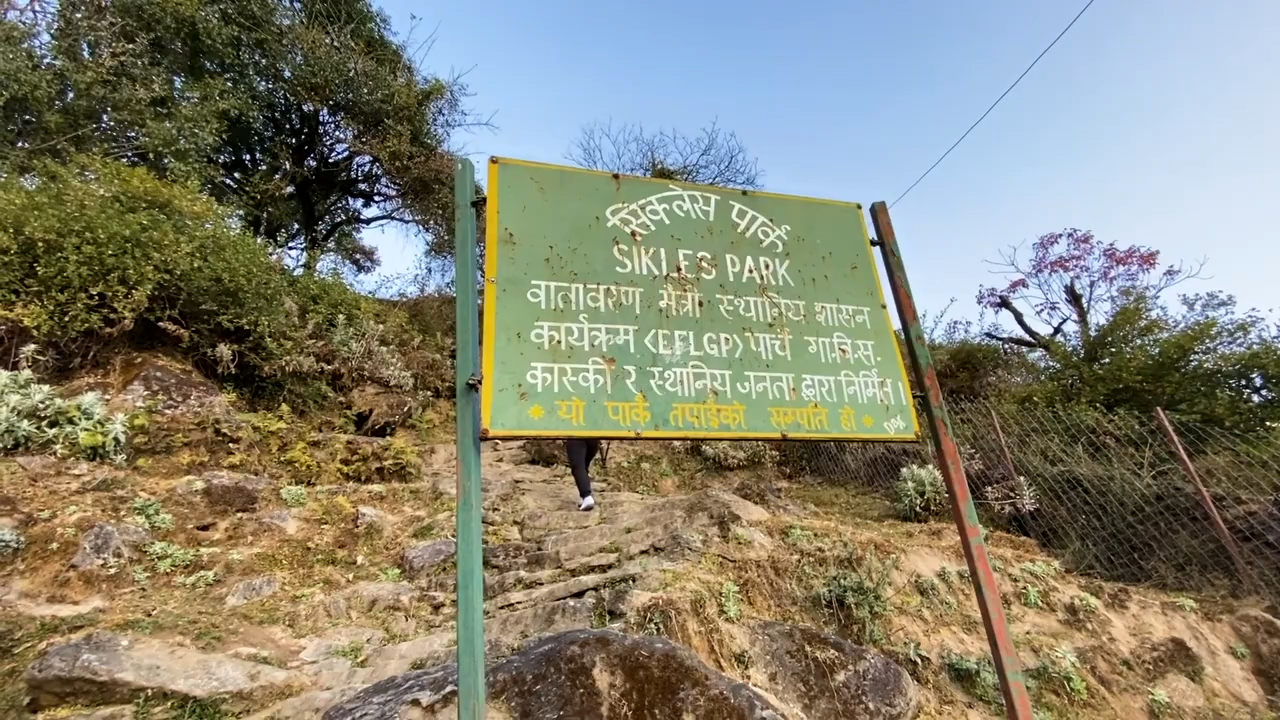 सिक्लेस पार्क
SIKLES PARK
वातावरण मैत्री स्थानिय शासन
कार्यक्रम <EFLGP> पार्चे गा.वि.स.
कास्की र स्थानिय जनता द्वारा निर्मित।
* यो पार्क तपाईको सम्पति हो *